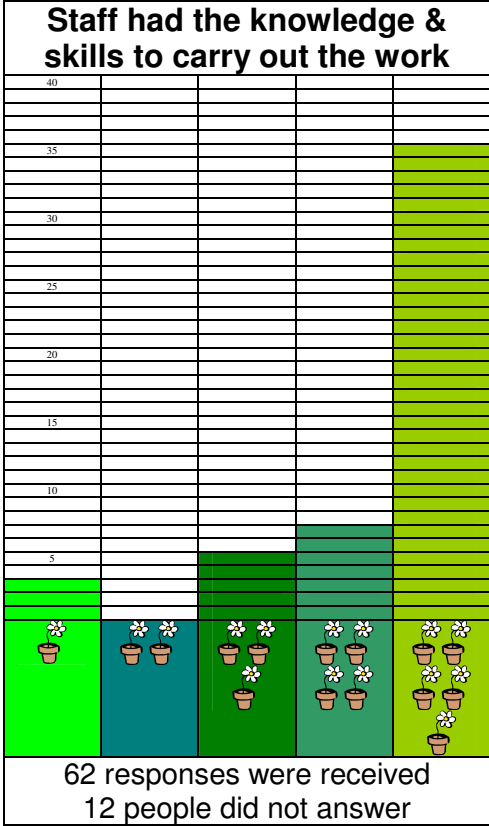 Staff had the knowledge &
skills to carry out the work
40
35
30
25
20
15
10
5
62 responses were received
12 people did not answer